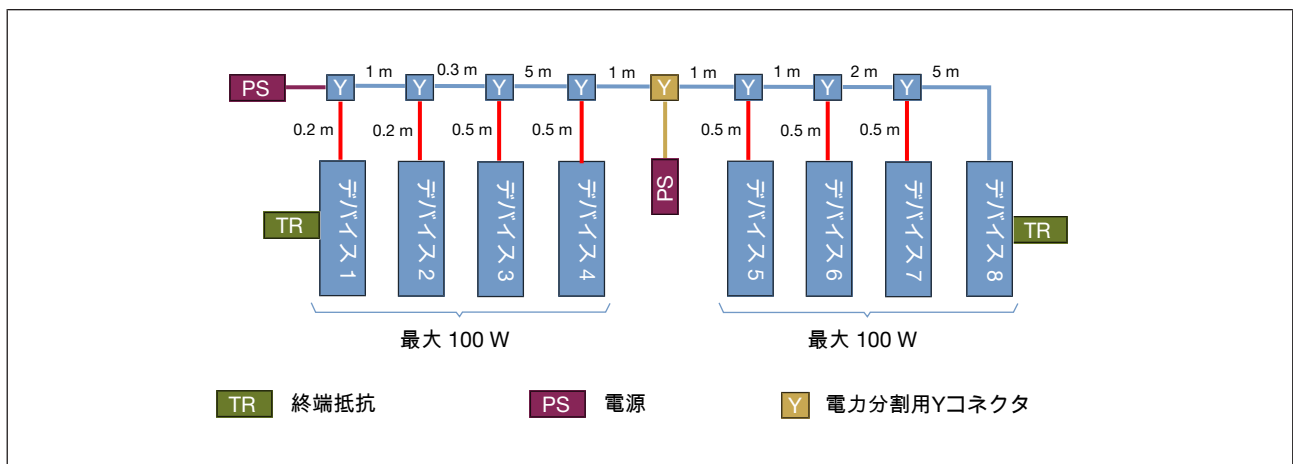 1 m 0.3 m 5 m 1 m 1 m 1 m 2 m 5 m
PS Y Y Y Y Y Y Y Y
0.2 m 0.2 m 0.5 m 0.5 m 0.5 m 0.5 m 0.5 m
PS
デバイス 1
デバイス 2
デバイス 3
デバイス 4
デバイス 5
デバイス 6
デバイス 7
デバイス 8
TR TR
最大 100 W 最大 100 W
TR 終端抵抗 PS 電源 Y 電力分割用Yコネクタ